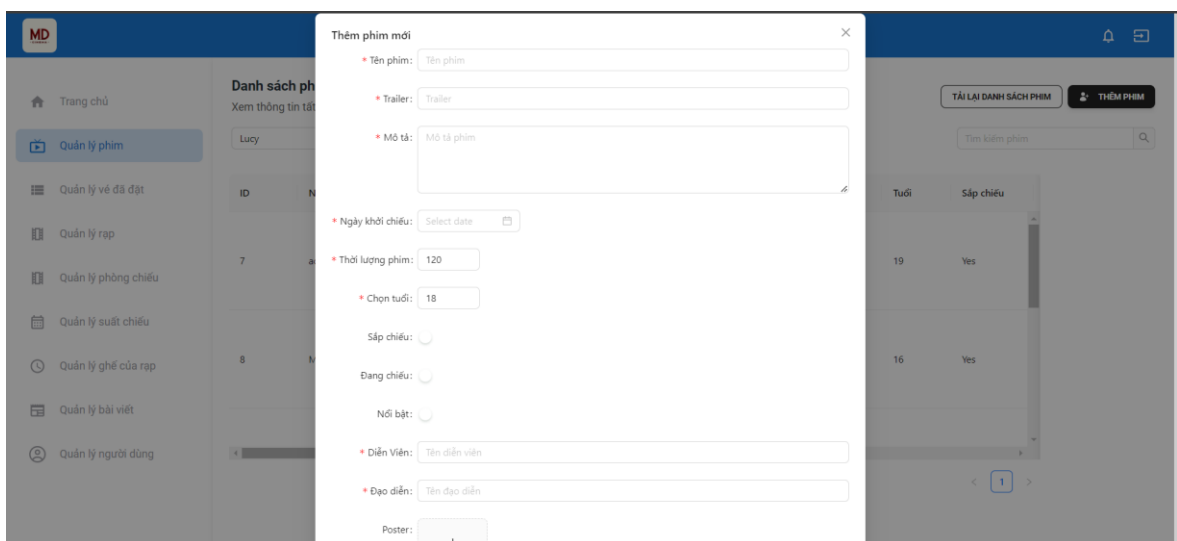 MD
Thêm phim mới
* Tên phim: Tên phim
Danh sách ph
Xem thông tin tất
* Trailer: Trailer
TẢI LẠI DANH SÁCH PHIM
THÊM PHIM
Trang chủ
Quản lý phim
Lucy
* Mô tả: Mô tả phim
Tìm kiếm phim
Quản lý vé đã đặt
ID
N
Tuổi
Sắp chiếu
* Ngày khởi chiếu: Select date
Quản lý rạp
* Thời lượng phim: 120
7
19
Yes
Quản lý phòng chiếu
* Chọn tuổi: 18
Quản lý suất chiếu
Sắp chiếu:
Quản lý ghế của rạp
8
M
16
Yes
Đang chiếu:
Quản lý bài viết
Nổi bật:
Quản lý người dùng
* Diễn Viên: Tên diễn viên
1
* Đạo diễn: Tên đạo diễn
Poster: